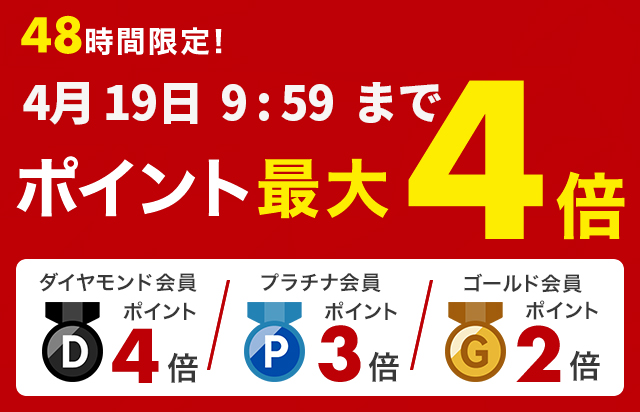 48時間限定!
4月19日 9:59 まで
ポイント最大4倍
ダイヤモンド会員
D ポイント4倍
プラチナ会員
P ポイント3倍
ゴールド会員
G ポイント2倍